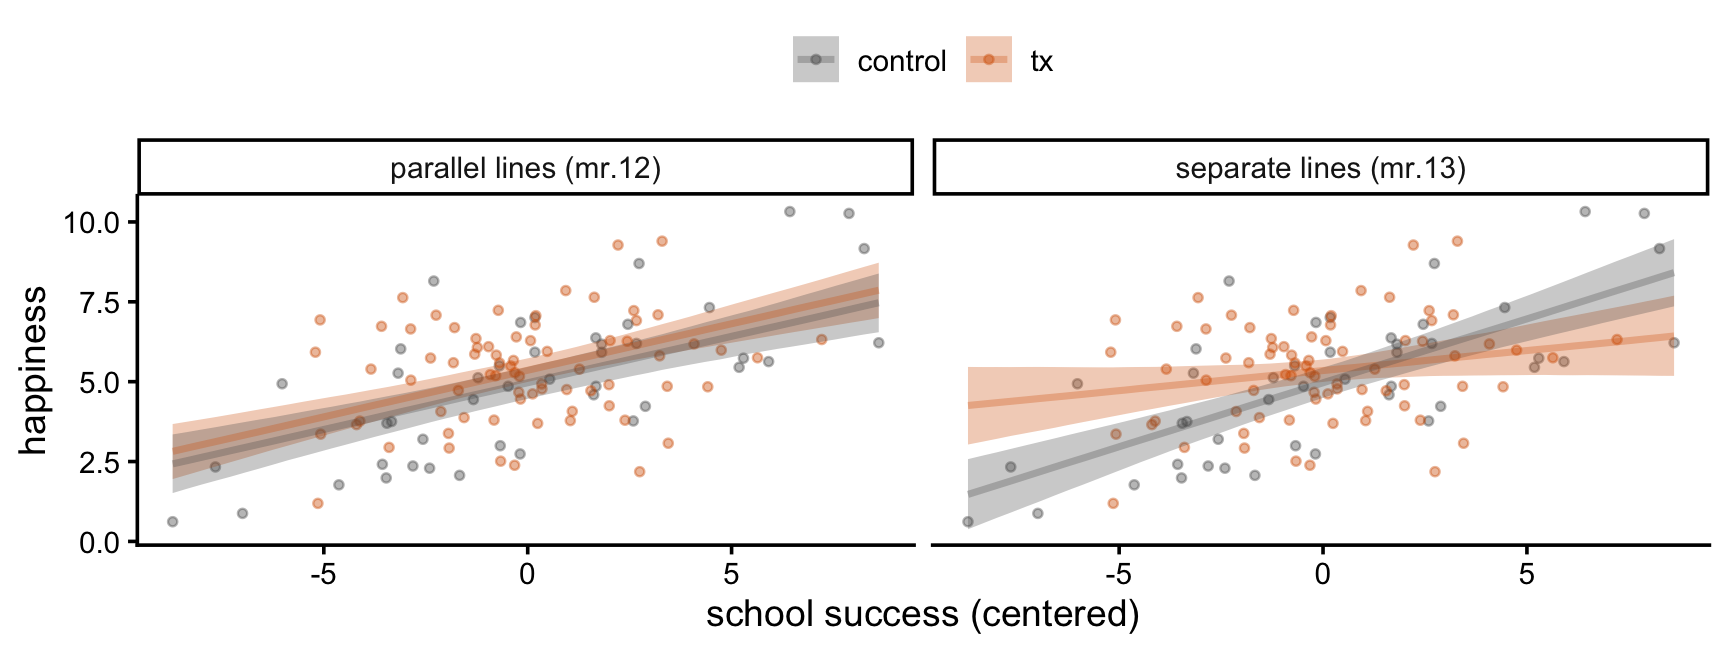 control tx
parallel lines (mr.12) separate lines (mr.13)
10.0
7.5
5.0
2.5
0.0
happiness
-5 0 5 -5 0 5
school success (centered)